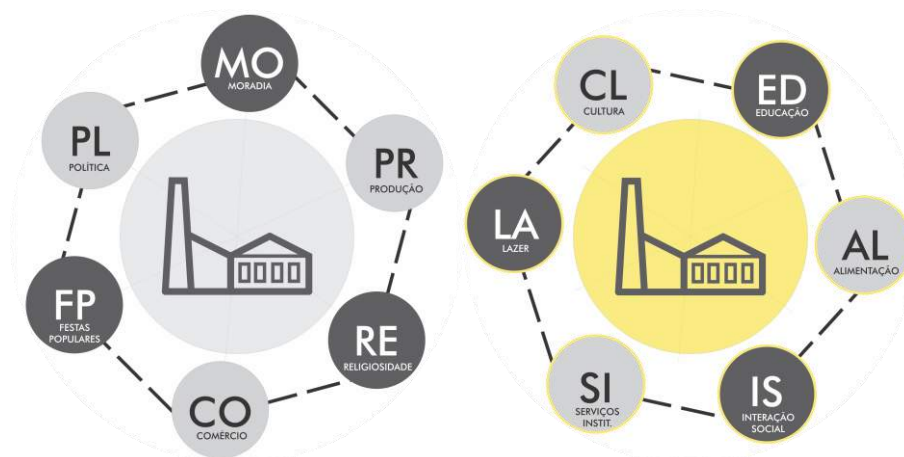 MO
MORADIA
PL
POLÍTICA
PR
PRODUÇÃO
FP
FESTAS
POPULARES
RE
RELIGIOSIDADE
CO
COMÉRCIO
CL
CULTURA
ED
EDUCAÇÃO
LA
LAZER
AL
ALIMENTAÇÃO
SI
SERVIÇOS
INSTIT.
IS
INTERAÇÃO
SOCIAL